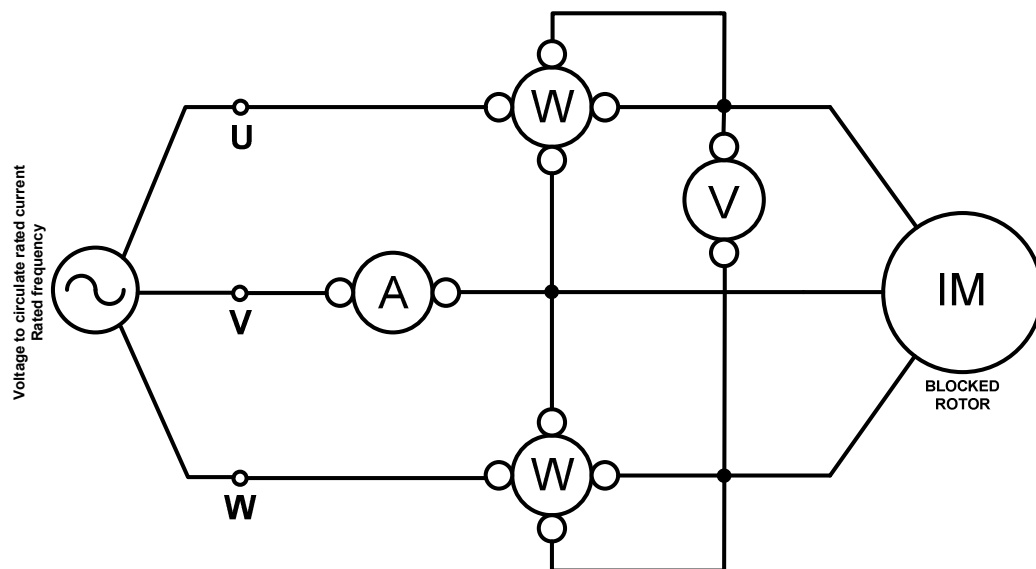 Voltage to circulate rated current
Rated frequency
U
V
W
A
W
W
V
IM
BLOCKED
ROTOR